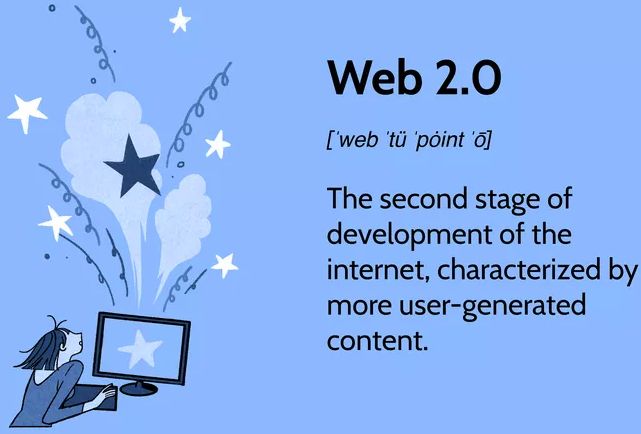 Web 2.0
[ˈweb ˈtü ˈpȯint ˈō]
The second stage of
development of the
internet, characterized by
more user-generated
content.